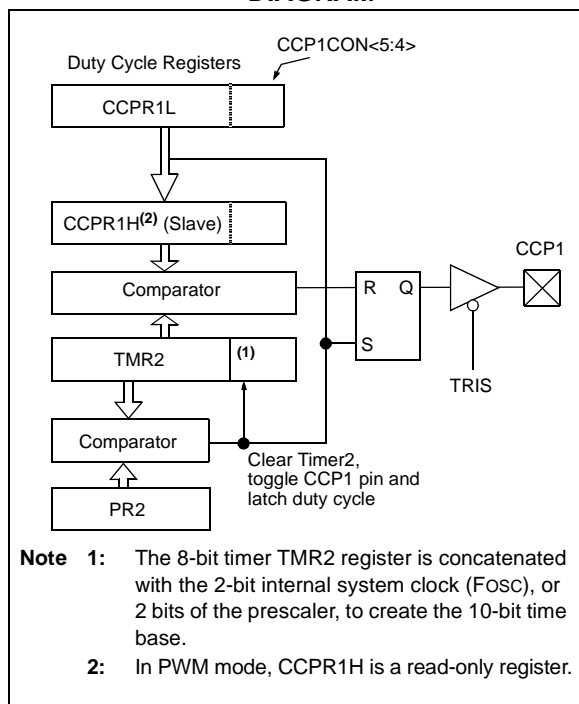 DIAGRAM
CCP1CON<5:4>
Duty Cycle Registers
CCPR1L
CCPR1H(2) (Slave)
CCP1
Comparator
R Q
TMR2
(1)
S
TRIS
Comparator
Clear Timer2,
toggle CCP1 pin and
latch duty cycle
PR2
Note 1: The 8-bit timer TMR2 register is concatenated
with the 2-bit internal system clock (FOSC), or
2 bits of the prescaler, to create the 10-bit time
base.
2: In PWM mode, CCPR1H is a read-only register.